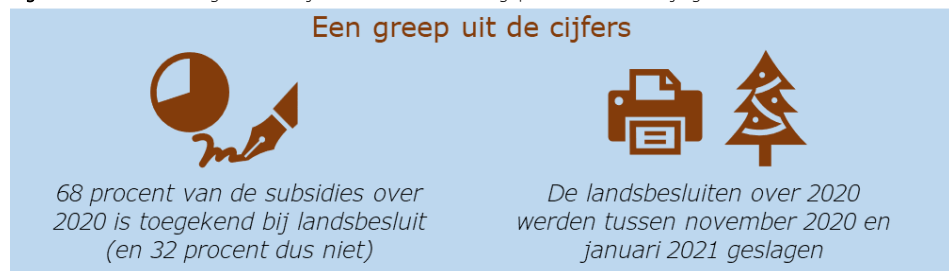 Een greep uit de cijfers
68 procent van de subsidies over
2020 is toegekend bij landsbesluit
(en 32 procent dus niet)
De landsbesluiten over 2020
werden tussen november 2020 en
januari 2021 geslagen